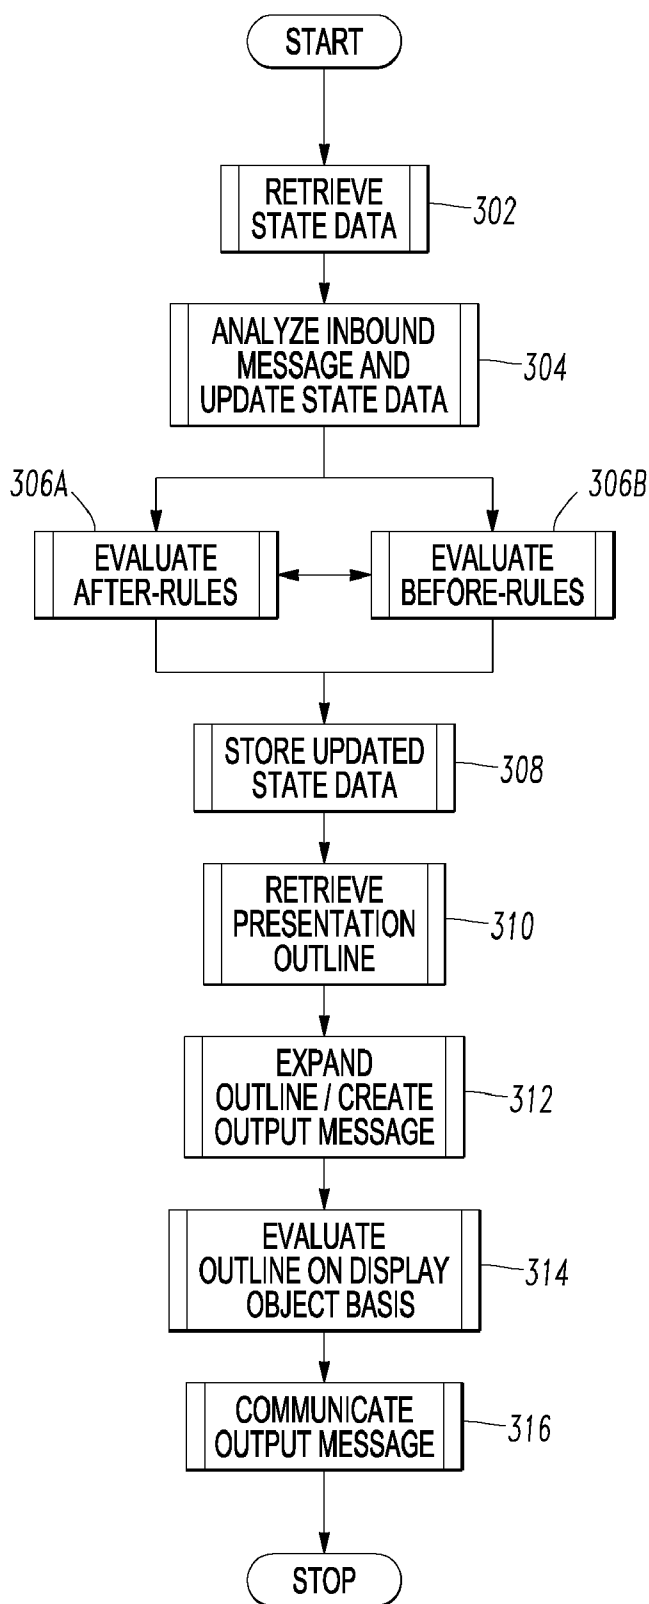 START
RETRIEVE
STATE DATA
302
ANALYZE INBOUND
MESSAGE AND
UPDATE STATE DATA
304
306A
306B
EVALUATE
AFTER-RULES
EVALUATE
BEFORE-RULES
STORE UPDATED
STATE DATA
308
RETRIEVE
PRESENTATION
OUTLINE
310
EXPAND
OUTLINE / CREATE
OUTPUT MESSAGE
312
EVALUATE
OUTLINE ON DISPLAY
OBJECT BASIS
314
COMMUNICATE
OUTPUT MESSAGE
316
STOP